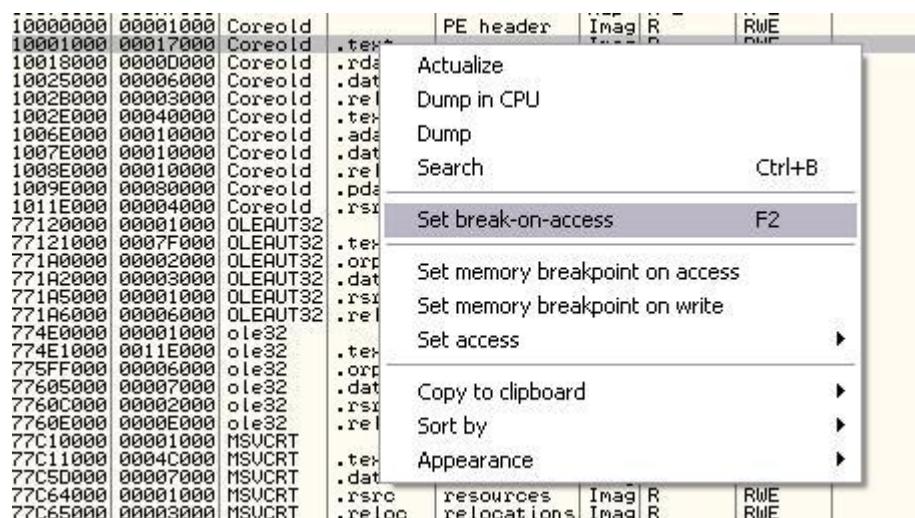 10000000 00001000 Coreold PE header Imag R RWE
10001000 00017000 Coreold .text Imag R RWE
10018000 0000D000 Coreold .rda
10025000 00006000 Coreold .dat
1002B000 00003000 Coreold .rel
1002E000 00040000 Coreold .tex
1006E000 00010000 Coreold .ada
1007E000 00010000 Coreold .dat
1008E000 00010000 Coreold .rel
1009E000 00080000 Coreold .pda
1011E000 00004000 Coreold .rsr
77120000 00001000 OLEAUT32
77121000 0007F000 OLEAUT32 .tex
771A0000 00002000 OLEAUT32 .orp
771A2000 00003000 OLEAUT32 .dat
771A5000 00001000 OLEAUT32 .rsr
771A6000 00006000 OLEAUT32 .rel
774E0000 00001000 ole32
774E1000 0011E000 ole32 .tex
775FF000 00006000 ole32 .orp
77605000 00007000 ole32 .dat
7760C000 00002000 ole32 .rsr
7760E000 0000E000 ole32 .rel
77C10000 00001000 MSVCRT
77C11000 0004C000 MSVCRT .tex
77C5D000 00007000 MSVCRT .dat
77C64000 00001000 MSVCRT .rsrc resources Imag R RWE
77C65000 00003000 MSVCRT .reloc relocations Imag R RWE
Actualize
Dump in CPU
Dump
Search Ctrl+B
Set break-on-access F2
Set memory breakpoint on access
Set memory breakpoint on write
Set access
Copy to clipboard
Sort by
Appearance